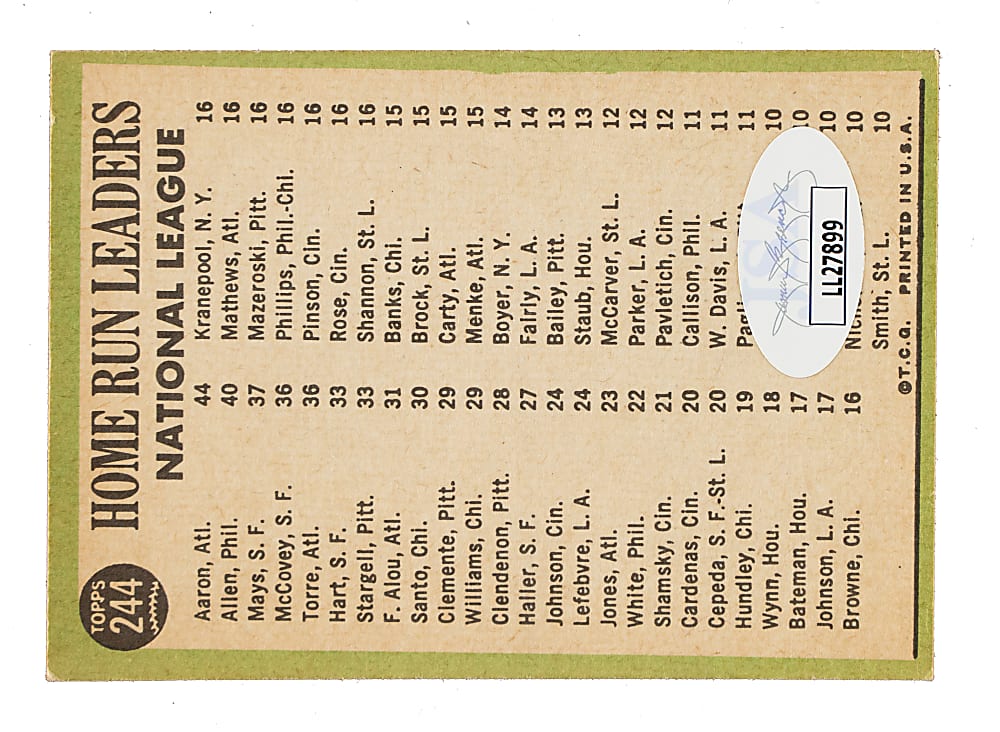 TOPPS
244
HOME RUN LEADERS
NATIONAL LEAGUE
Aaron, Atl. 44 Kranepool, N. Y. 16
Allen, Phil. 40 Mathews, Atl. 16
Mays, S. F. 37 Mazeroski, Pitt. 16
McCovey, S. F. 36 Phillips, Phil.-Chi. 16
Torre, Atl. 36 Pinson, Cin. 16
Hart, S. F. 33 Rose, Cin. 16
Stargell, Pitt. 33 Shannon, St. L. 16
F. Alou, Atl. 31 Banks, Chi. 15
Santo, Chi. 30 Brock, St. L. 15
Clemente, Pitt. 29 Carty, Atl. 15
Williams, Chi. 29 Menke, Atl. 15
Clendenon, Pitt. 28 Boyer, N. Y. 14
Haller, S. F. 27 Fairly, L. A. 14
Johnson, Cin. 24 Bailey, Pitt. 13
Lefebvre, L. A. 24 Staub, Hou. 13
Jones, Atl. 23 McCarver, St. L. 12
White, Phil. 22 Parker, L. A. 12
Shamsky, Cin. 21 Pavletich, Cin. 12
Cardenas, Cin. 20 Callison, Phil. 11
Cepeda, S. F.-St. L. 20 W. Davis, L. A. 11
Hundley, Chi. 19 11
Wynn, Hou. 18 10
Bateman, Hou. 17 10
Johnson, L. A. 17 10
Browne, Chi. 16 10
Smith, St. L. 10
©T.C.G. PRINTED IN U.S.A.
JSA
LL27899